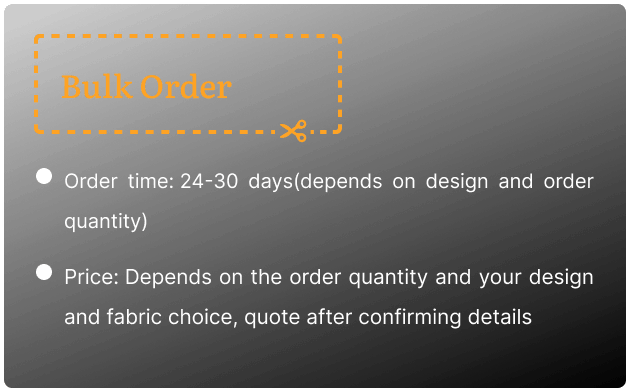 Bulk Order
Order time: 24-30 days(depends on design and order
quantity)
Price: Depends on the order quantity and your design
and fabric choice, quote after confirming details